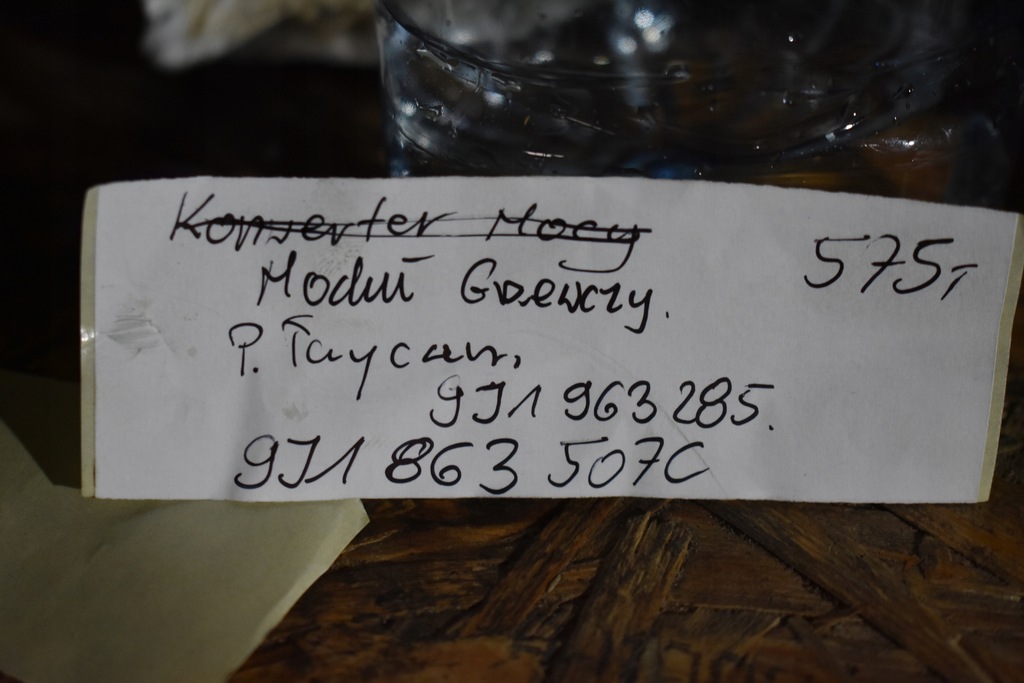 Konwerter Mocy
Moduł Grzewczy.
575,-
P. Taycan,
9J1 963 285.
9J1 863 507C